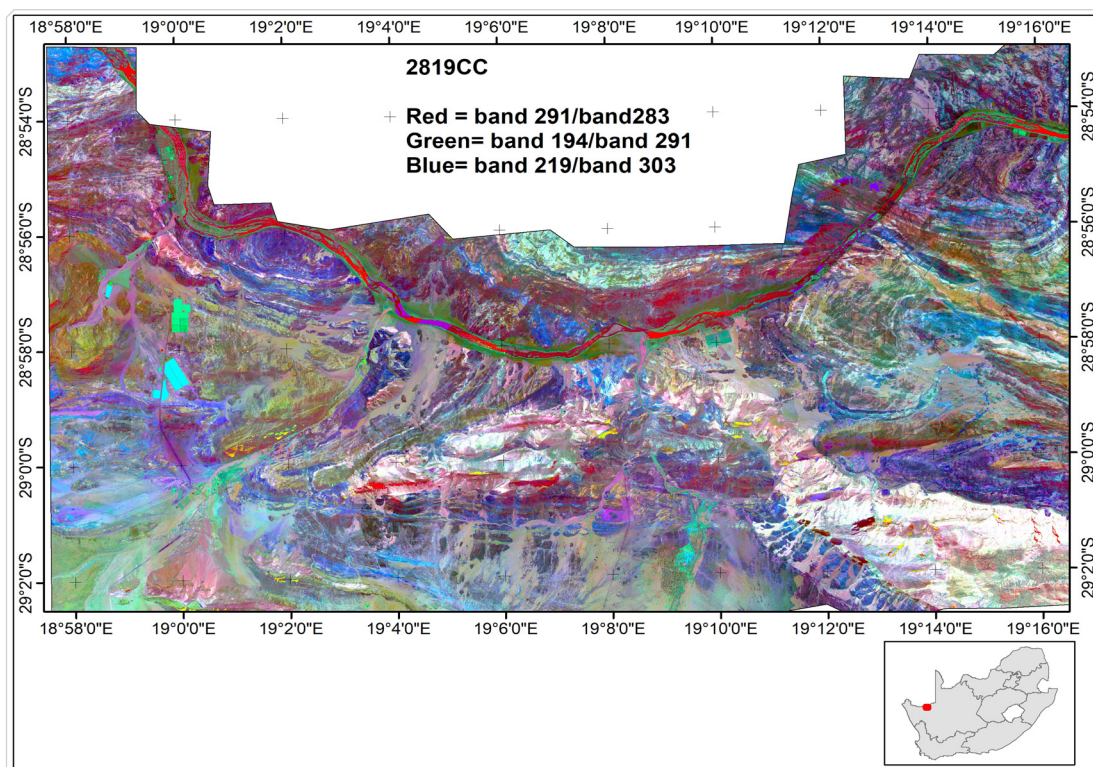 18°58'0"E 19°0'0"E 19°2'0"E 19°4'0"E 19°6'0"E 19°8'0"E 19°10'0"E 19°12'0"E 19°14'0"E 19°16'0"E
2819CC
Red = band 291/band283
Green= band 194/band 291
Blue= band 219/band 303
28°54'0"S 28°54'0"S
28°56'0"S 28°56'0"S
28°58'0"S 28°58'0"S
29°0'0"S 29°0'0"S
29°2'0"S 29°2'0"S
18°58'0"E 19°0'0"E 19°2'0"E 19°4'0"E 19°6'0"E 19°8'0"E 19°10'0"E 19°12'0"E 19°14'0"E 19°16'0"E